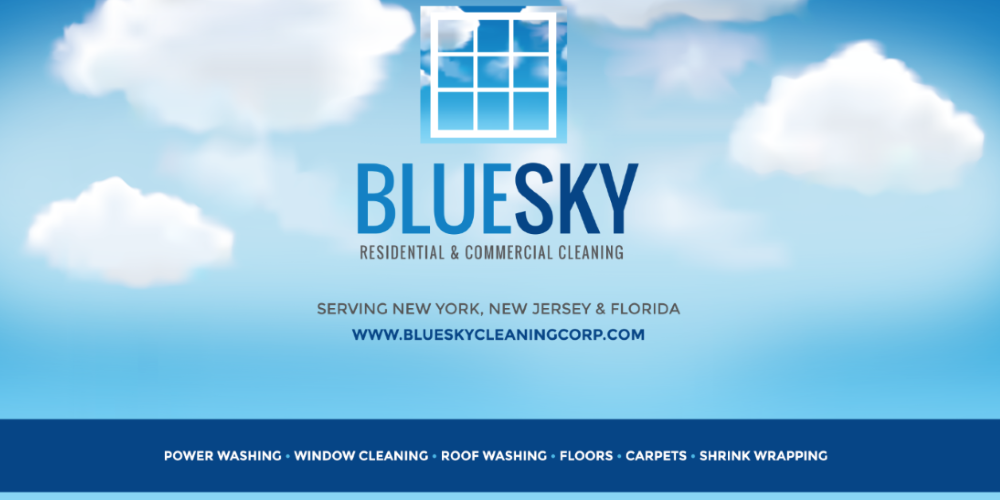 BLUESKY
RESIDENTIAL & COMMERCIAL CLEANING
SERVING NEW YORK, NEW JERSEY & FLORIDA
WWW.BLUESKYCLEANINGCORP.COM
POWER WASHING • WINDOW CLEANING • ROOF WASHING • FLOORS • CARPETS • SHRINK WRAPPING